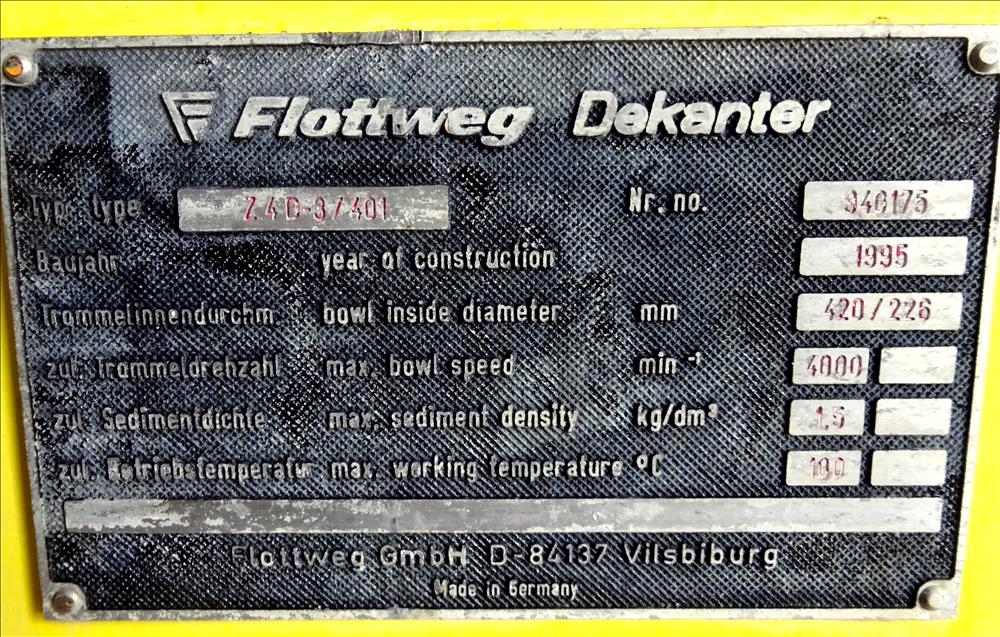 Flottweg Dekanter
Typ type Z4D-3/401 Nr. no. 940175
Baujahr year of construction 1995
Trommelinnendurchm. bowl inside diameter mm 420/226
zul. Trommeldrehzahl max. bowl speed min⁻¹ 4000
zul. Sedimentdichte max. sediment density kg/dm³ 1,5
zul. Betriebstemperatur max. working temperature °C 100
Flottweg GmbH D-84137 Vilsbiburg
Made in Germany